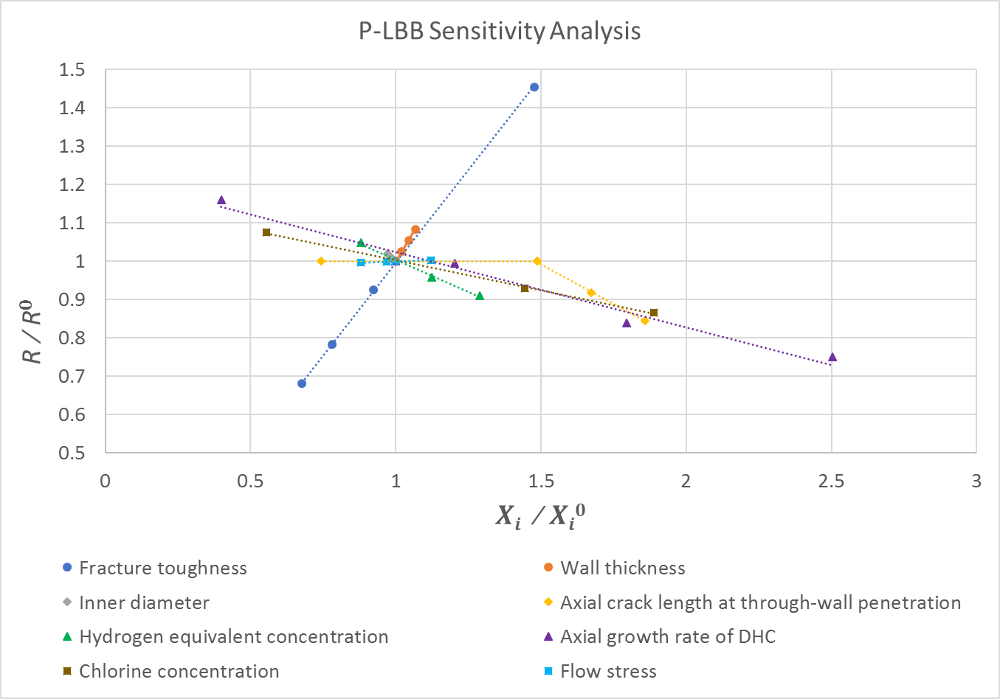 P-LBB Sensitivity Analysis
1.5
1.4
1.3
1.2
1.1
1
0.9
0.8
0.7
0.6
0.5
R / R⁰
0 0.5 1 1.5 2 2.5 3
Xᵢ / Xᵢ⁰
Fracture toughness Wall thickness
Inner diameter Axial crack length at through-wall penetration
Hydrogen equivalent concentration Axial growth rate of DHC
Chlorine concentration Flow stress